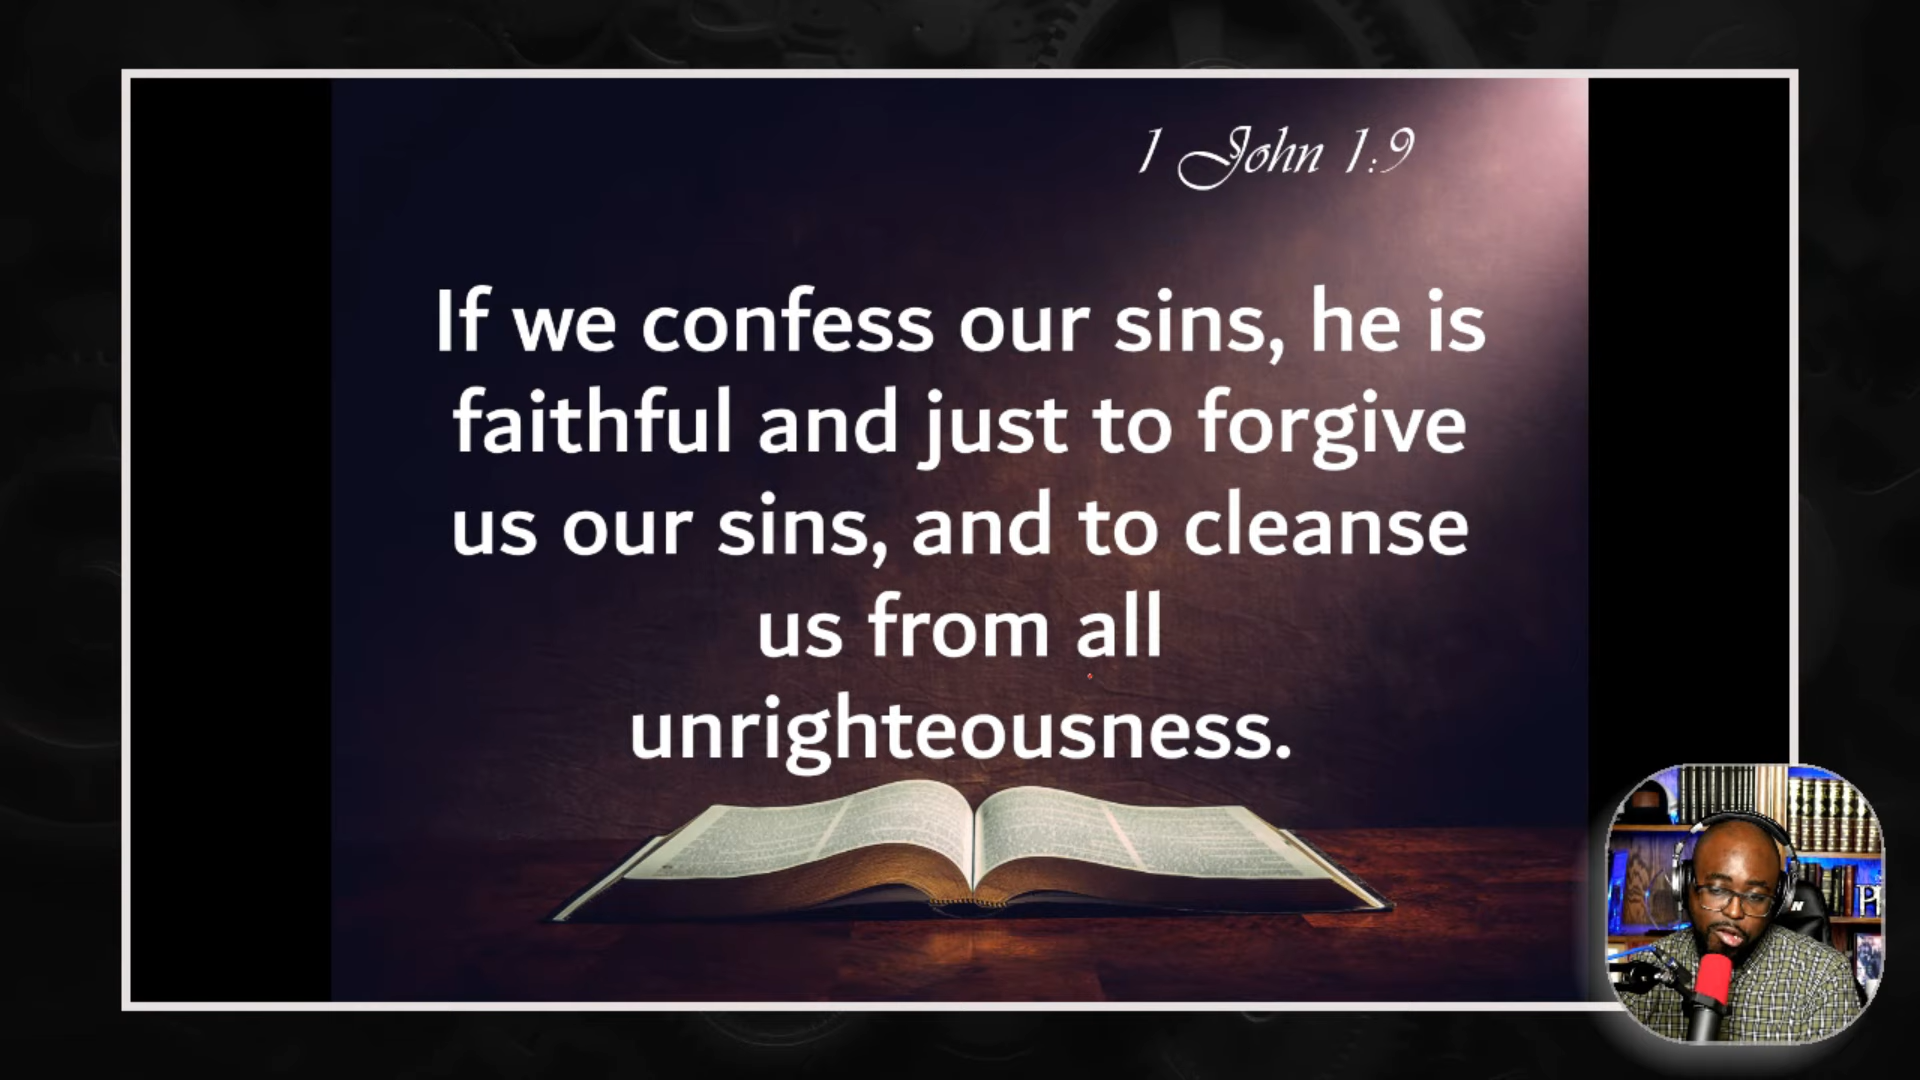 1 John 1:9
If we confess our sins, he is
faithful and just to forgive
us our sins, and to cleanse
us from all
unrighteousness.